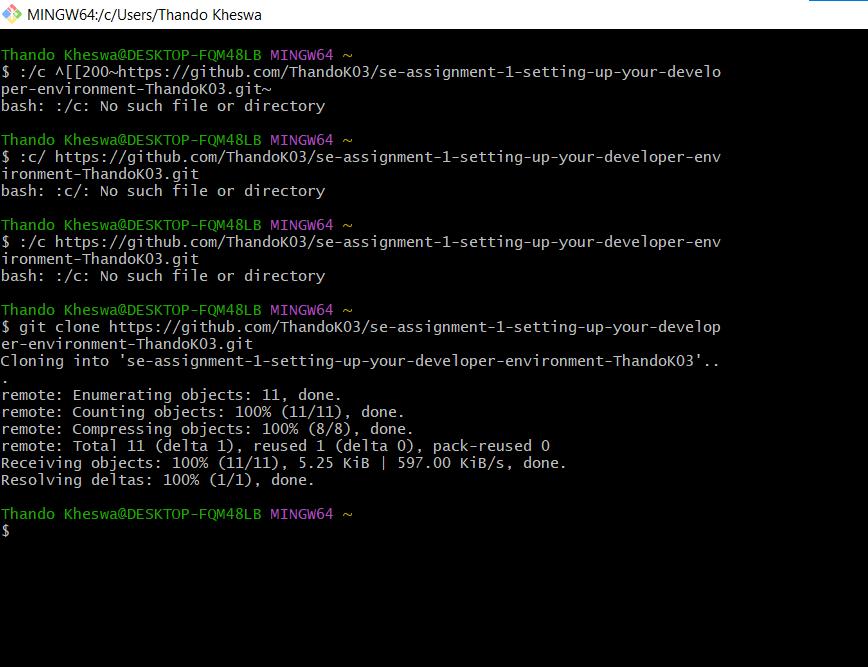 MINGW64:/c/Users/Thando Kheswa
Thando Kheswa@DESKTOP-FQM48LB MINGW64 ~
$ :/c ^[[200~https://github.com/ThandoK03/se-assignment-1-setting-up-your-develo
per-environment-ThandoK03.git~
bash: :/c: No such file or directory
Thando Kheswa@DESKTOP-FQM48LB MINGW64 ~
$ :c/ https://github.com/ThandoK03/se-assignment-1-setting-up-your-developer-env
ironment-ThandoK03.git
bash: :c/: No such file or directory
Thando Kheswa@DESKTOP-FQM48LB MINGW64 ~
$ :/c https://github.com/ThandoK03/se-assignment-1-setting-up-your-developer-env
ironment-ThandoK03.git
bash: :/c: No such file or directory
Thando Kheswa@DESKTOP-FQM48LB MINGW64 ~
$ git clone https://github.com/ThandoK03/se-assignment-1-setting-up-your-develop
er-environment-ThandoK03.git
Cloning into 'se-assignment-1-setting-up-your-developer-environment-ThandoK03'..
.
remote: Enumerating objects: 11, done.
remote: Counting objects: 100% (11/11), done.
remote: Compressing objects: 100% (8/8), done.
remote: Total 11 (delta 1), reused 1 (delta 0), pack-reused 0
Receiving objects: 100% (11/11), 5.25 KiB | 597.00 KiB/s, done.
Resolving deltas: 100% (1/1), done.
Thando Kheswa@DESKTOP-FQM48LB MINGW64 ~
$